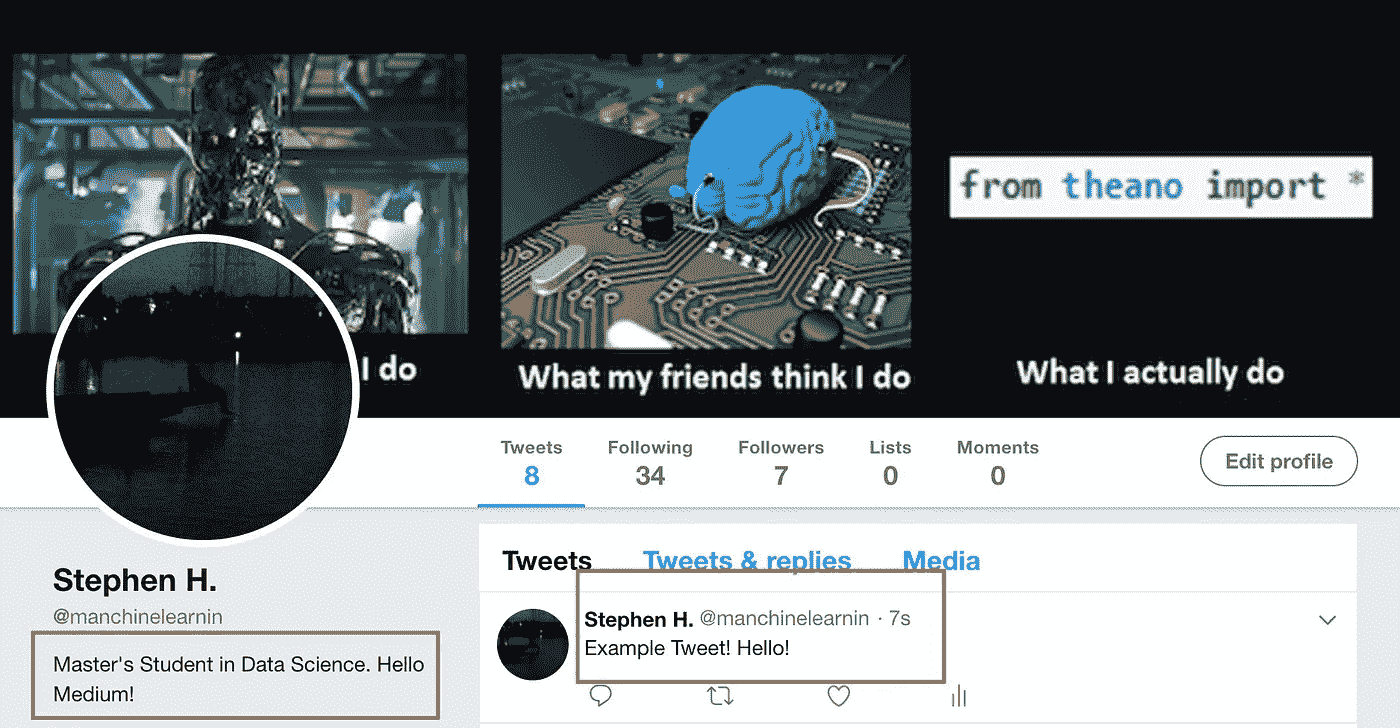 from theano import *
I do
What my friends think I do
What I actually do
Tweets Following Followers Lists Moments
8 34 7 0 0
Edit profile
Stephen H.
@manchinelearnin
Master's Student in Data Science. Hello
Medium!
Tweets Tweets & replies Media
Stephen H. @manchinelearnin · 7s
Example Tweet! Hello!